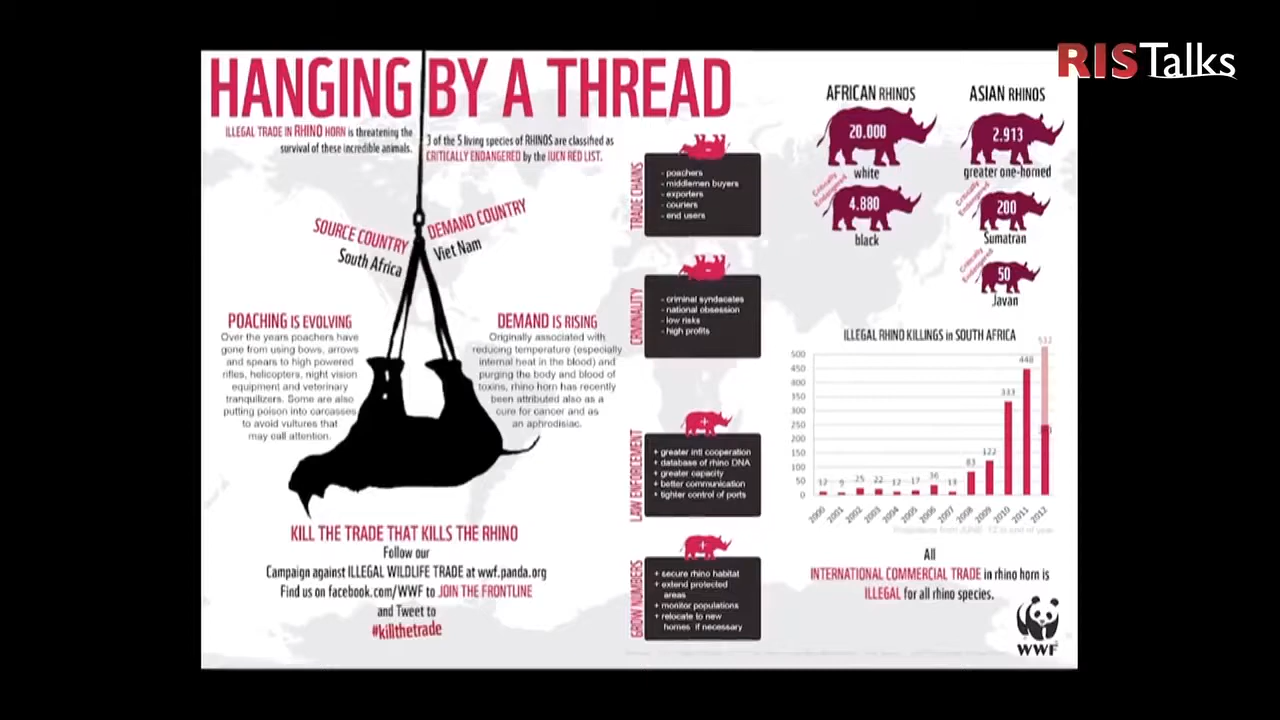 RISTalks
HANGING BY A THREAD
ILLEGAL TRADE IN RHINO HORN is threatening the
survival of these incredible animals.
3 of the 5 living species of RHINOS are classified as
CRITICALLY ENDANGERED by the IUCN RED LIST.
SOURCE COUNTRY
South Africa
DEMAND COUNTRY
Viet Nam
POACHING IS EVOLVING
Over the years poachers have
gone from using bows, arrows
and spears to high powered
rifles, helicopters, night vision
equipment and veterinary
tranquilizers. Some are also
putting poison into carcasses
to avoid vultures that
may call attention.
DEMAND IS RISING
Originally associated with
reducing temperature (especially
internal heat in the blood) and
purging the body and blood of
toxins, rhino horn has recently
been attributed also as a
cure for cancer and as
an aphrodisiac.
KILL THE TRADE THAT KILLS THE RHINO
Follow our
Campaign against ILLEGAL WILDLIFE TRADE at wwf.panda.org
Find us on facebook.com/WWF to JOIN THE FRONTLINE
and Tweet to
#killthetrade
TRADE CHAINS
- poachers
- middlemen buyers
- exporters
- couriers
- end users
CRIMINALITY
- criminal syndacates
- national obsession
- low risks
- high profits
LAW ENFORCEMENT
+
+ greater intl cooperation
+ database of rhino DNA
+ greater capacity
+ better communication
+ tighter control of ports
GROW NUMBERS
+
+ secure rhino habitat
+ extend protected
areas
+ monitor populations
+ relocate to new
homes if necessary
AFRICAN RHINOS
20.000
white
Critically
Endangered
4.880
black
ASIAN RHINOS
2.913
greater one-horned
Critically
Endangered
200
Sumatran
Critically
Endangered
50
Javan
ILLEGAL RHINO KILLINGS in SOUTH AFRICA
500
450
400
350
300
250
200
150
100
50
0
12
9
25
22
12
17
36
13
83
122
333
448
532
2000
2001
2002
2003
2004
2005
2006
2007
2008
2009
2010
2011
2012
Projections from JUNE '12 to end of year
All
INTERNATIONAL COMMERCIAL TRADE in rhino horn is
ILLEGAL for all rhino species.
WWF